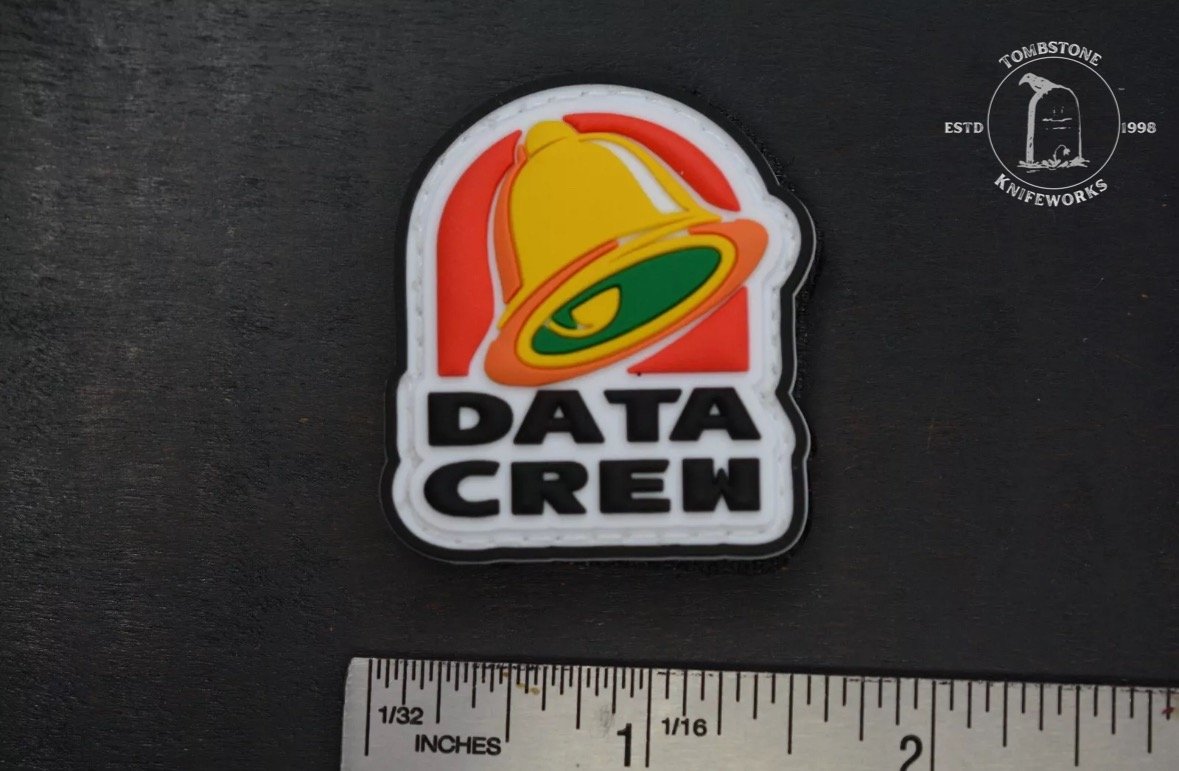 TOMBSTONE
ESTD 1998
KNIFEWORKS
DATA
CREW
1/32
INCHES
1
1/16
2